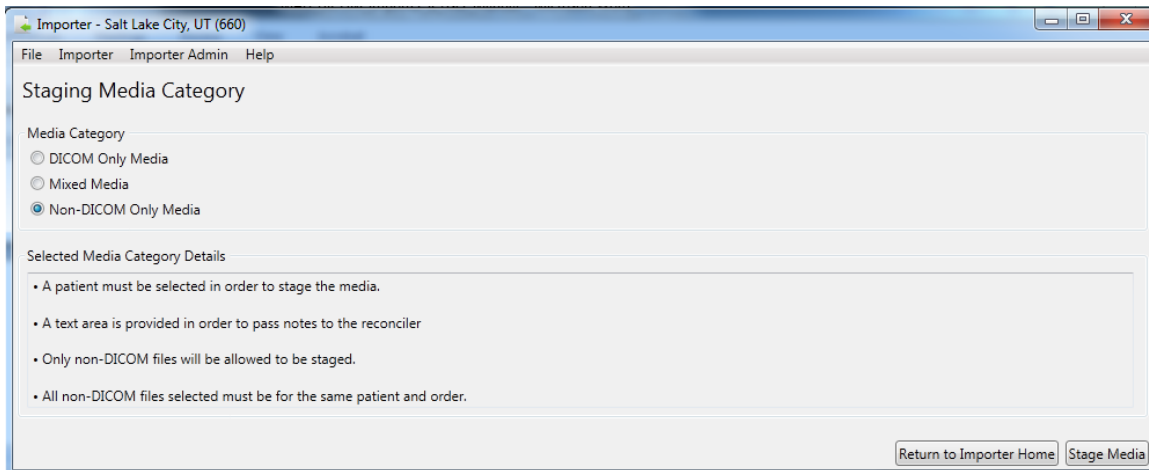 Importer - Salt Lake City, UT (660)
File Importer Importer Admin Help
Staging Media Category
Media Category
DICOM Only Media
Mixed Media
Non-DICOM Only Media
Selected Media Category Details
• A patient must be selected in order to stage the media.
• A text area is provided in order to pass notes to the reconciler
• Only non-DICOM files will be allowed to be staged.
• All non-DICOM files selected must be for the same patient and order.
Return to Importer Home Stage Media